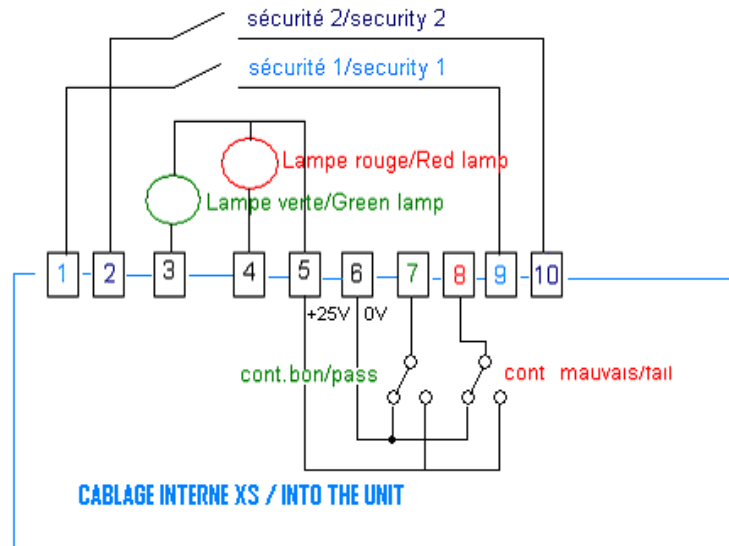 sécurité 2/security 2
sécurité 1/security 1
Lampe rouge/Red lamp
Lampe verte/Green lamp
1 2 3 4 5 6 7 8 9 10
+25V 0V
cont.bon/pass
cont mauvais/fail
CABLAGE INTERNE XS / INTO THE UNIT